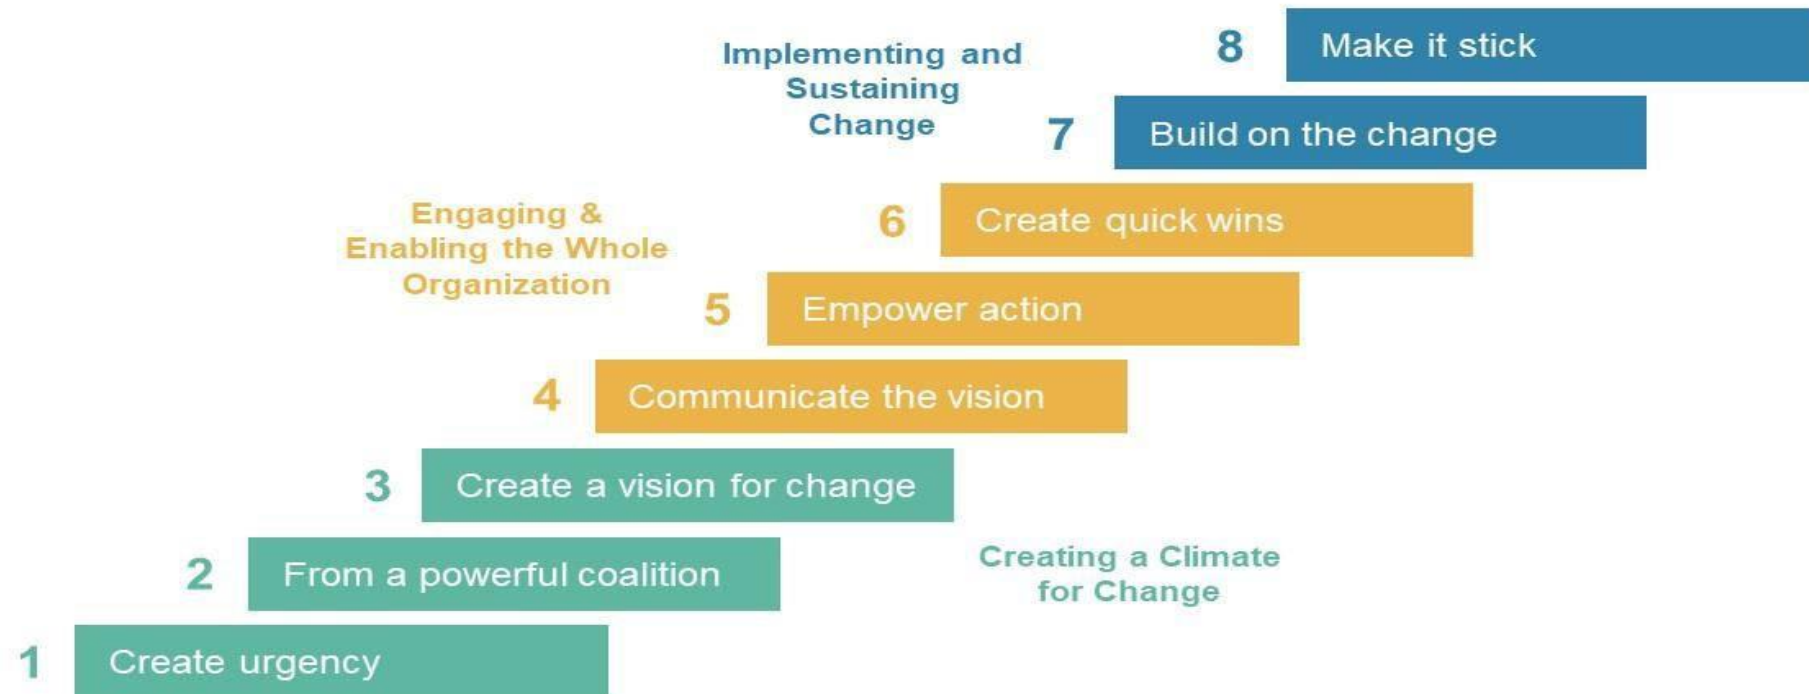 Implementing and
Sustaining
Change
8 Make it stick
7 Build on the change
Engaging &
Enabling the Whole
Organization
6 Create quick wins
5 Empower action
4 Communicate the vision
3 Create a vision for change
2 From a powerful coalition
Creating a Climate
for Change
1 Create urgency